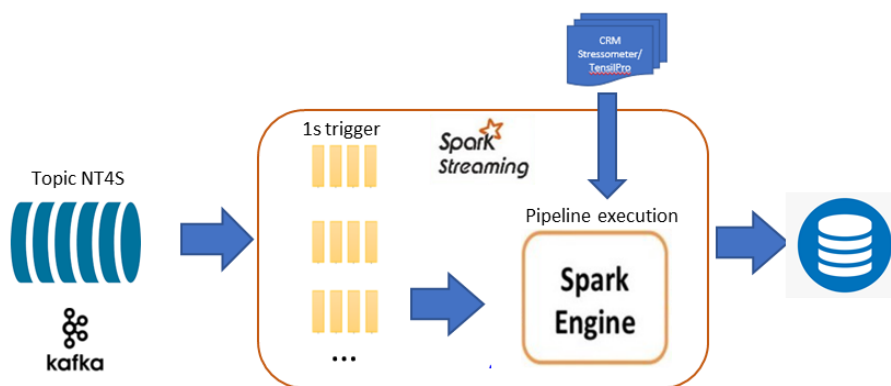 CRM
Stressometer/
TensilPro
1s trigger
Spark
Streaming
Topic NT4S
Pipeline execution
Spark
Engine
...
kafka